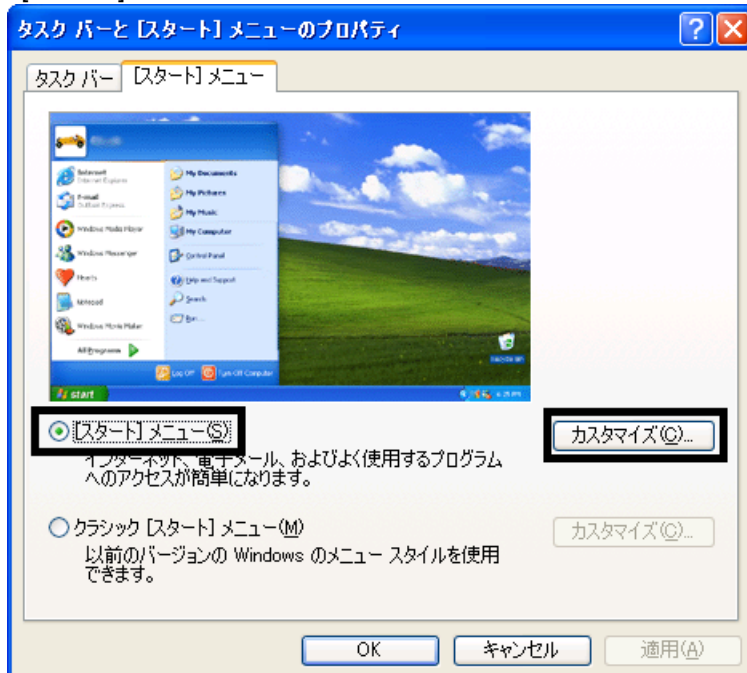 タスク バーと [スタート] メニューのプロパティ
タスク バー
[スタート] メニュー
Internet
Internet Explorer
E-mail
Outlook Express
Windows Media Player
Windows Messenger
Hearts
Notepad
Windows Movie Maker
All Programs
My Documents
My Pictures
My Music
My Computer
Control Panel
Help and Support
Search
Run...
Log Off
Turn Off Computer
start
[スタート] メニュー(S)
カスタマイズ(C)...
インターネット、電子メール、およびよく使用するプログラム
へのアクセスが簡単になります。
クラシック [スタート] メニュー(M)
カスタマイズ(C)...
以前のバージョンの Windows のメニュー スタイルを使用
できます。
OK
キャンセル
適用(A)